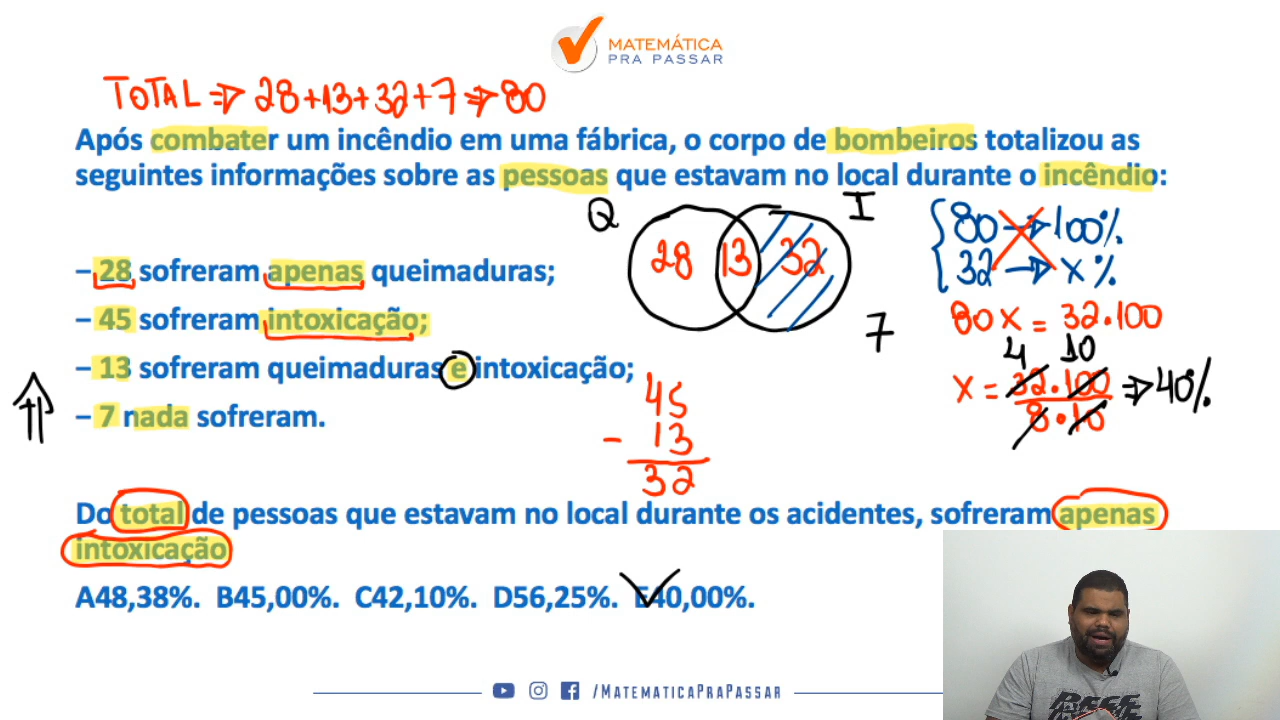 MATEMÁTICA
PRA PASSAR
TOTAL ⇒ 28+13+32+7 ⇒ 80
Após combater um incêndio em uma fábrica, o corpo de bombeiros totalizou as
seguintes informações sobre as pessoas que estavam no local durante o incêndio:
Q
I
28 13 32
7
80 → 100%
32 → x %
– 28 sofreram apenas queimaduras;
– 45 sofreram intoxicação;
– 13 sofreram queimaduras e intoxicação;
– 7 nada sofreram.
80x = 32.100
4 10
x = 32.100 ⇒ 40%
8.10
45
- 13
32
Do total de pessoas que estavam no local durante os acidentes, sofreram apenas
intoxicação
A48,38%. B45,00%. C42,10%. D56,25%. E40,00%.
/MATEMATICAPRAPASSAR